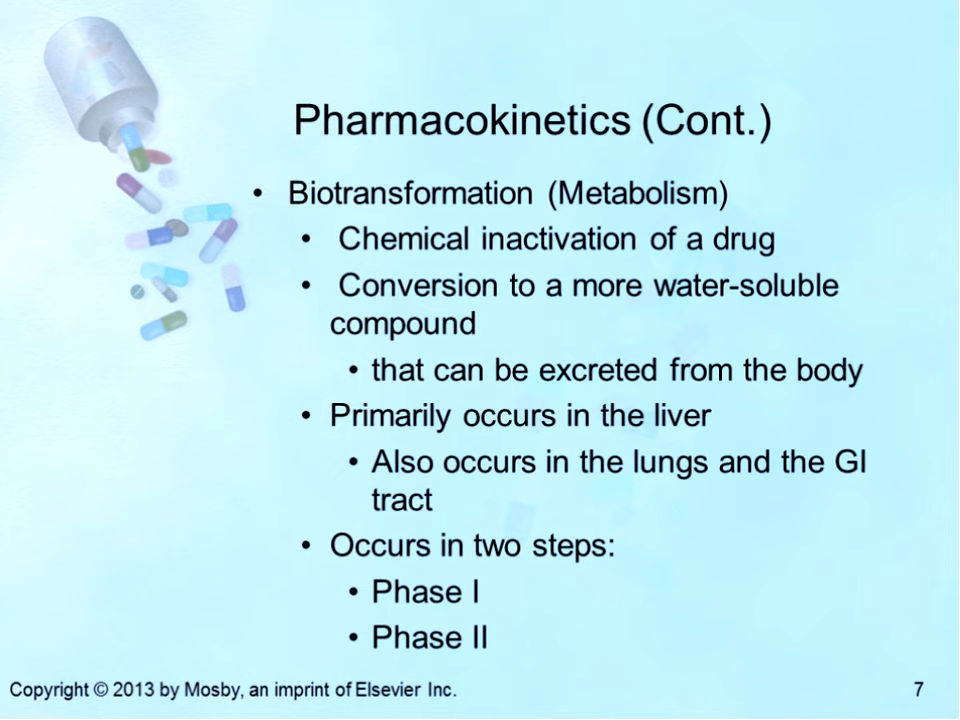 Pharmacokinetics (Cont.)
• Biotransformation (Metabolism)
• Chemical inactivation of a drug
• Conversion to a more water-soluble
compound
• that can be excreted from the body
• Primarily occurs in the liver
• Also occurs in the lungs and the GI
tract
• Occurs in two steps:
• Phase I
• Phase II
Copyright © 2013 by Mosby, an imprint of Elsevier Inc.
7